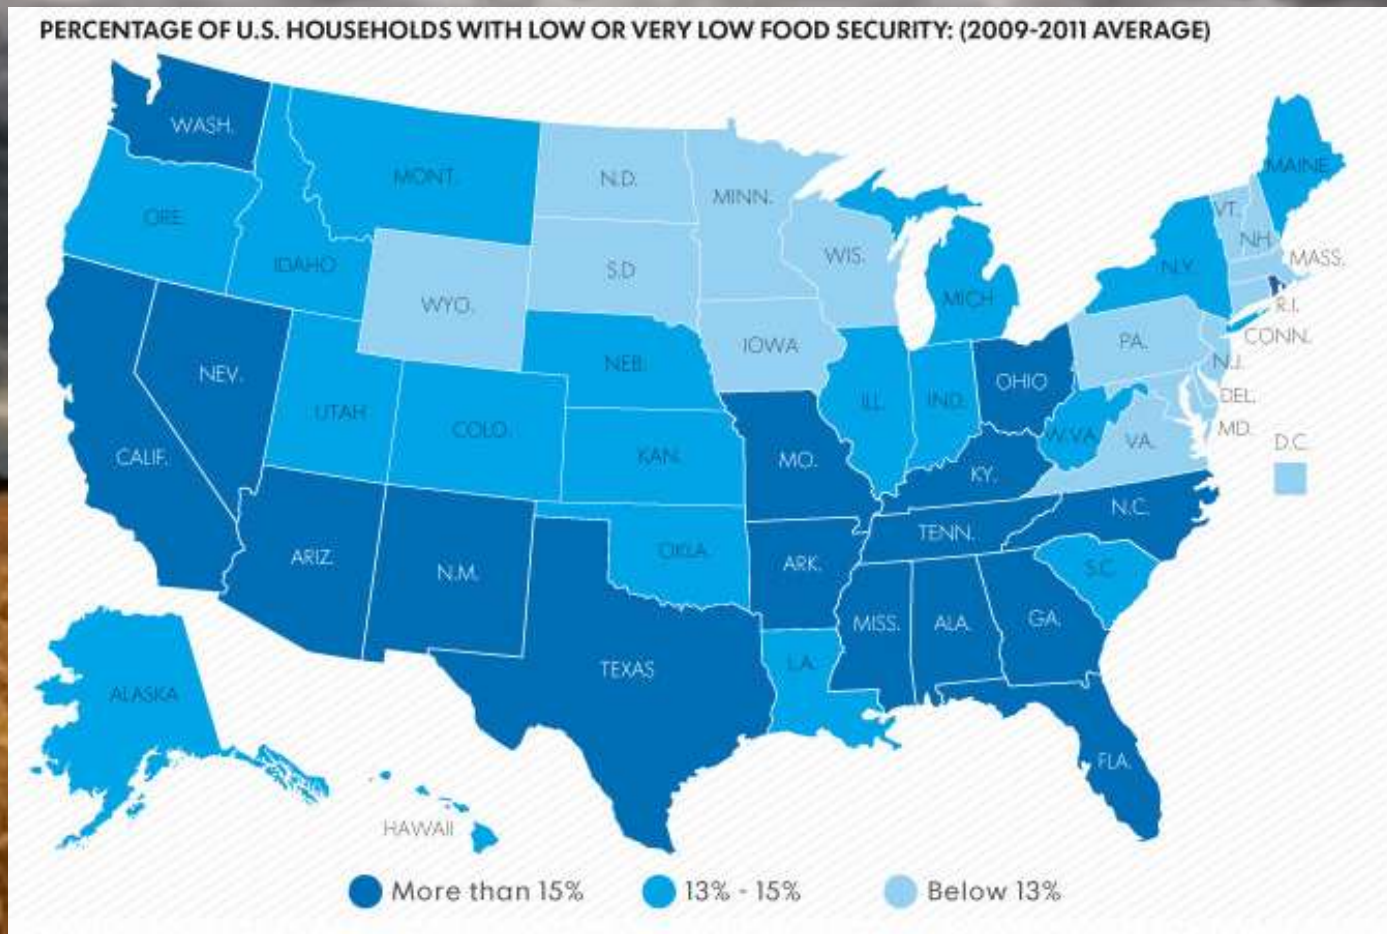 PERCENTAGE OF U.S. HOUSEHOLDS WITH LOW OR VERY LOW FOOD SECURITY: (2009-2011 AVERAGE)
WASH.
MONT.
N.D.
MINN.
MAINE
ORE.
IDAHO
WYO.
S.D
WIS.
MICH
N.Y.
VT.
NH
MASS.
R.I.
CONN.
NEV.
UTAH
COLO.
NEB.
IOWA
ILL.
IND.
OHIO
PA.
N.J.
DEL.
MD.
D.C.
CALIF.
KAN.
MO.
KY.
W.VA.
VA.
ARIZ.
N.M.
OKLA.
ARK.
TENN.
N.C.
S.C.
TEXAS
L.A.
MISS.
ALA.
GA.
FLA.
ALASKA
HAWAII
More than 15%
13% - 15%
Below 13%